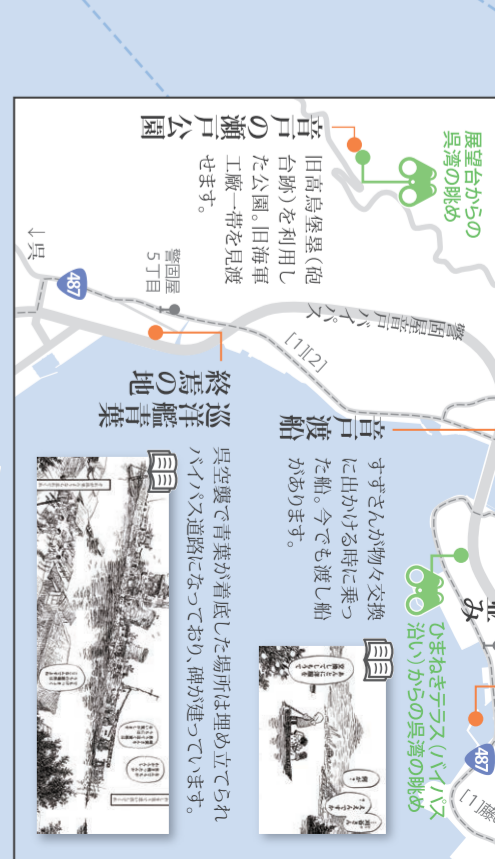 展望台からの
呉湾の眺め
音戸の瀬戸公園
旧高烏堡塁（砲
台跡）を利用し
た公園。旧海軍
工廠一帯を見渡
せます。
警固屋
5丁目
487
↓呉
警固屋音戸バイパス
[1][2]
巡洋艦青葉
終焉の地
呉空襲で青葉が着底した場所は埋め立てられ
バイパス道路になっており、碑が建っています。
音戸
渡船
すずさんが物々交換
に出かける時に乗っ
た船。今でも渡し船
があります。
ひまねきテラス（バイパス
沿い）からの呉湾の眺め
み
487
[1]藤